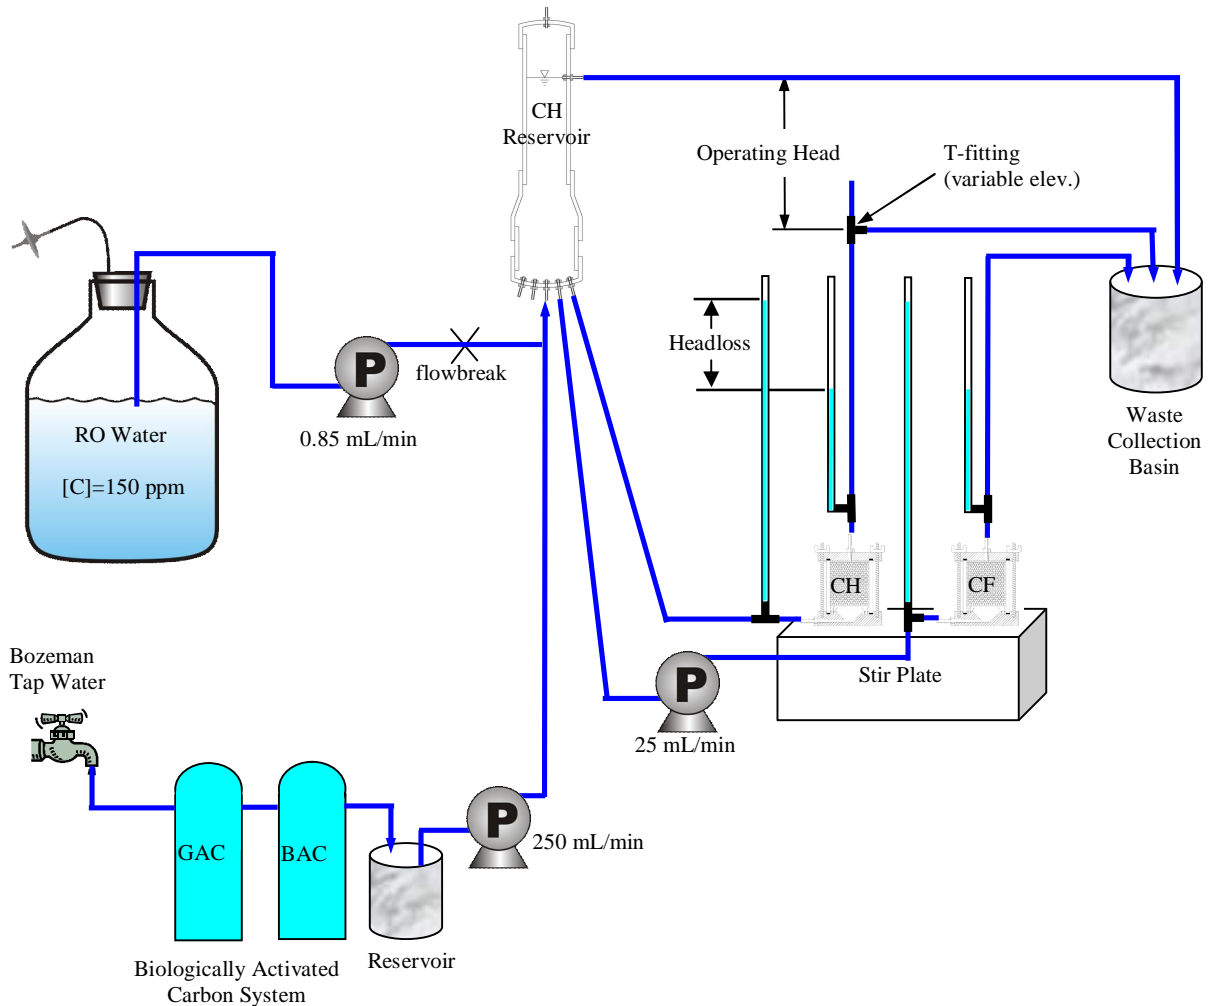 CH
Reservoir
Operating Head
T-fitting
(variable elev.)
P
flowbreak
0.85 mL/min
RO Water
[C]=150 ppm
Headloss
Waste
Collection
Basin
CH
CF
Stir Plate
P
25 mL/min
Bozeman
Tap Water
P
250 mL/min
GAC
BAC
Reservoir
Biologically Activated
Carbon System